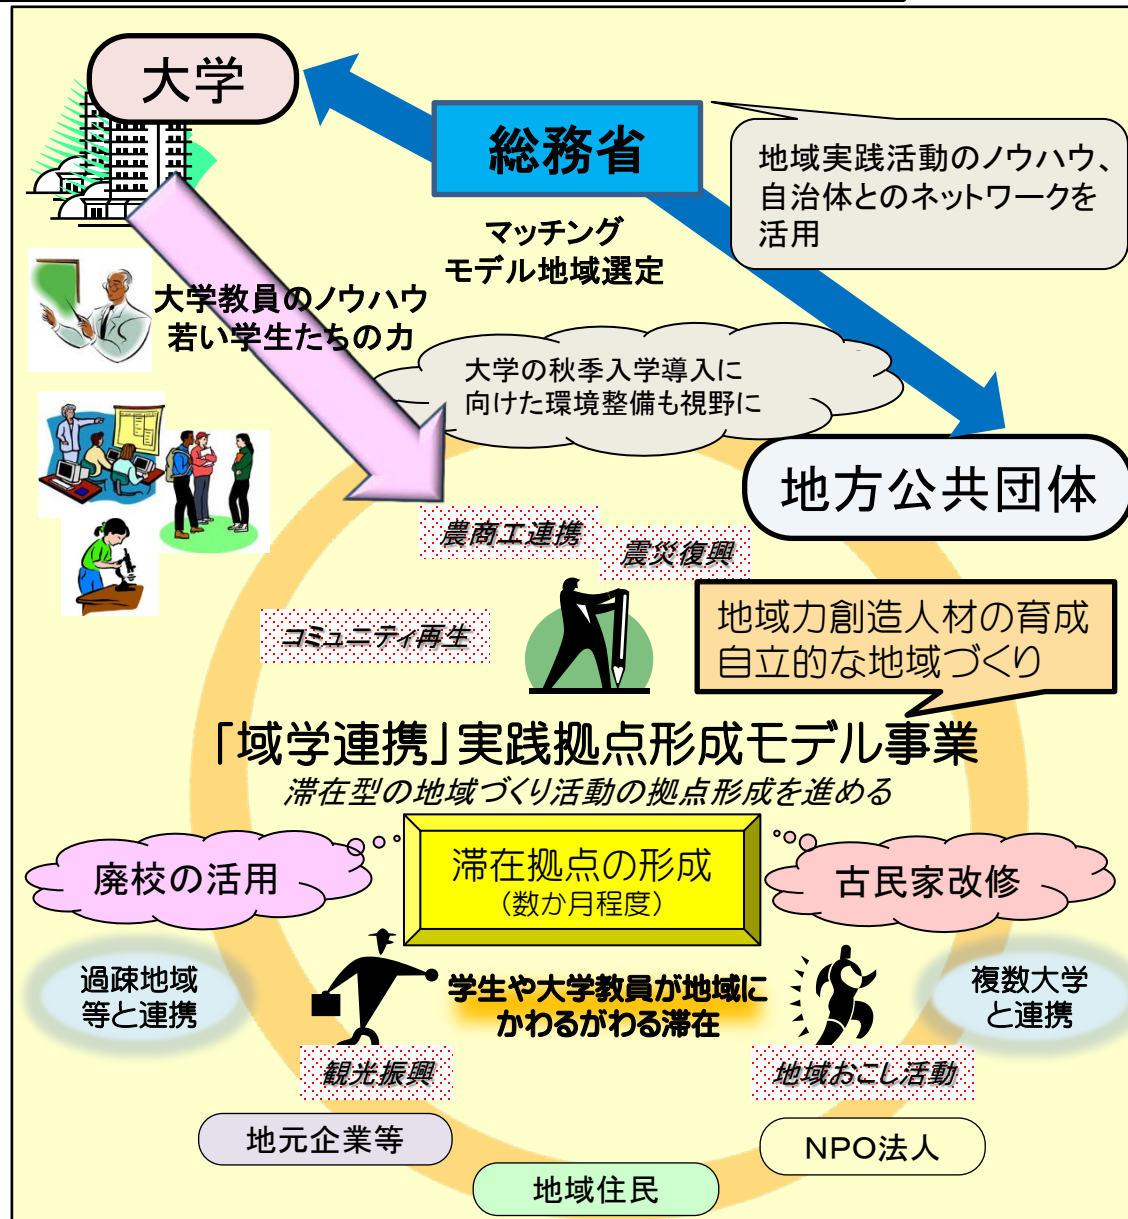 大学
総務省
地域実践活動のノウハウ、
自治体とのネットワークを
活用
マッチング
モデル地域選定
大学教員のノウハウ
若い学生たちの力
大学の秋季入学導入に
向けた環境整備も視野に
地方公共団体
農商工連携
震災復興
コミュニティ再生
地域力創造人材の育成
自立的な地域づくり
「域学連携」実践拠点形成モデル事業
滞在型の地域づくり活動の拠点形成を進める
廃校の活用
滞在拠点の形成
(数か月程度)
古民家改修
過疎地域
等と連携
学生や大学教員が地域に
かわるがわる滞在
複数大学
と連携
観光振興
地域おこし活動
地元企業等
NPO法人
地域住民